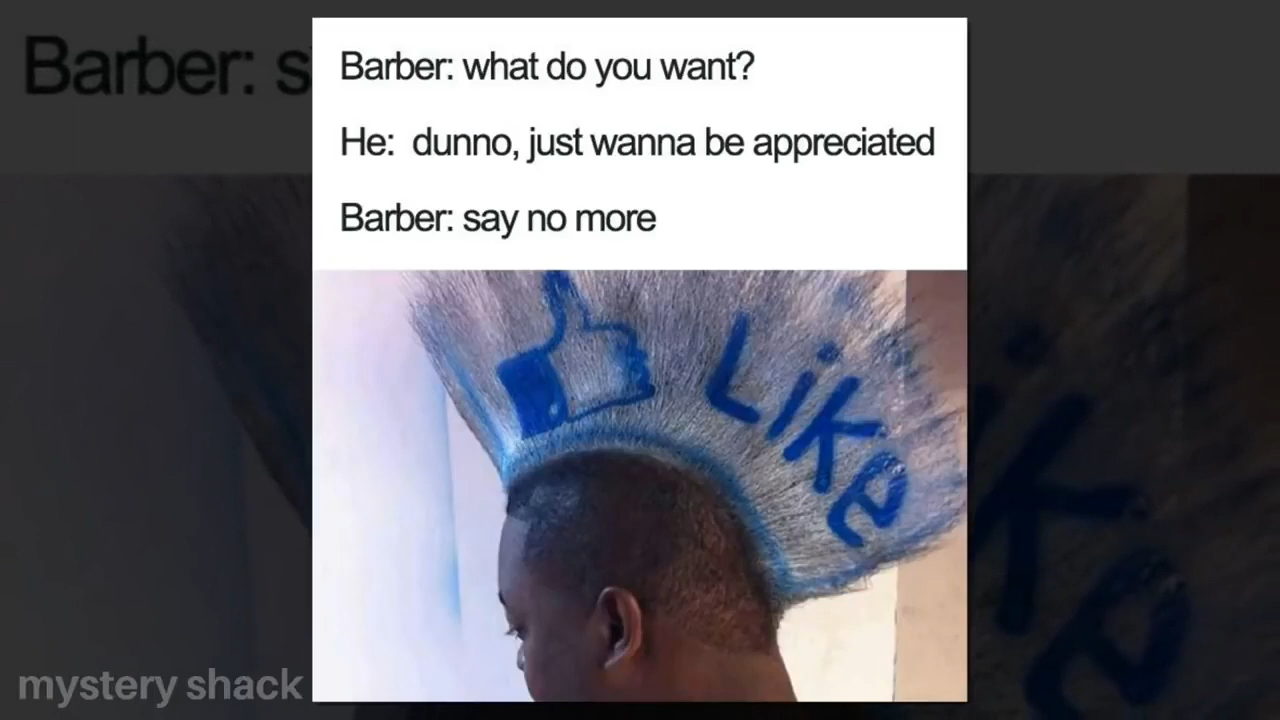 Barber: what do you want?
He: dunno, just wanna be appreciated
Barber: say no more
Like
mystery shack